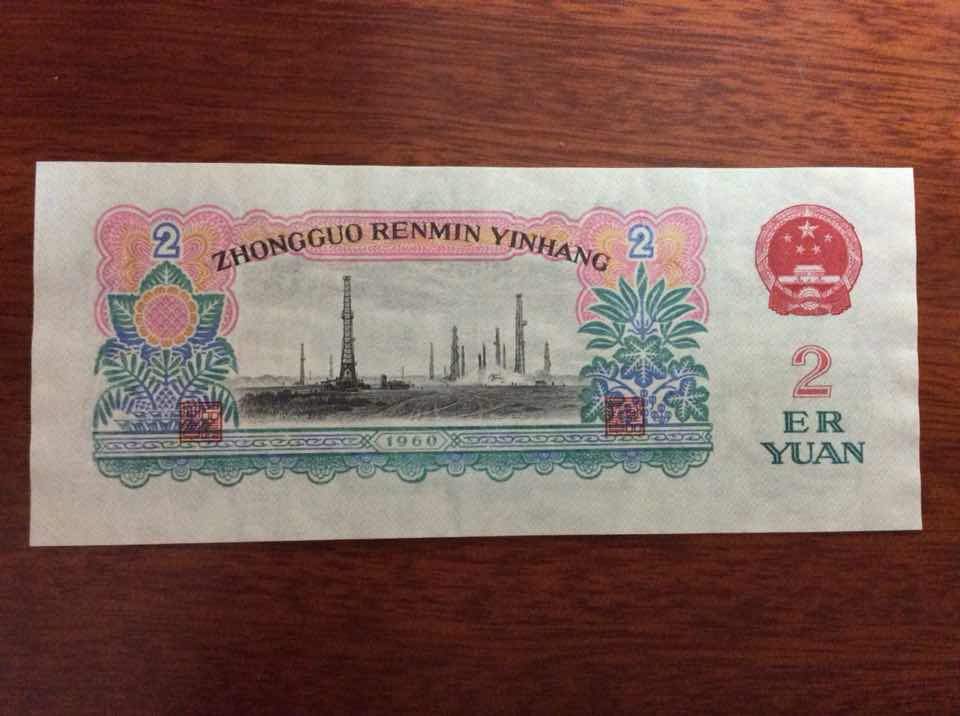 2
ZHONGGUO RENMIN YINHANG
2
1960
2
ER
YUAN